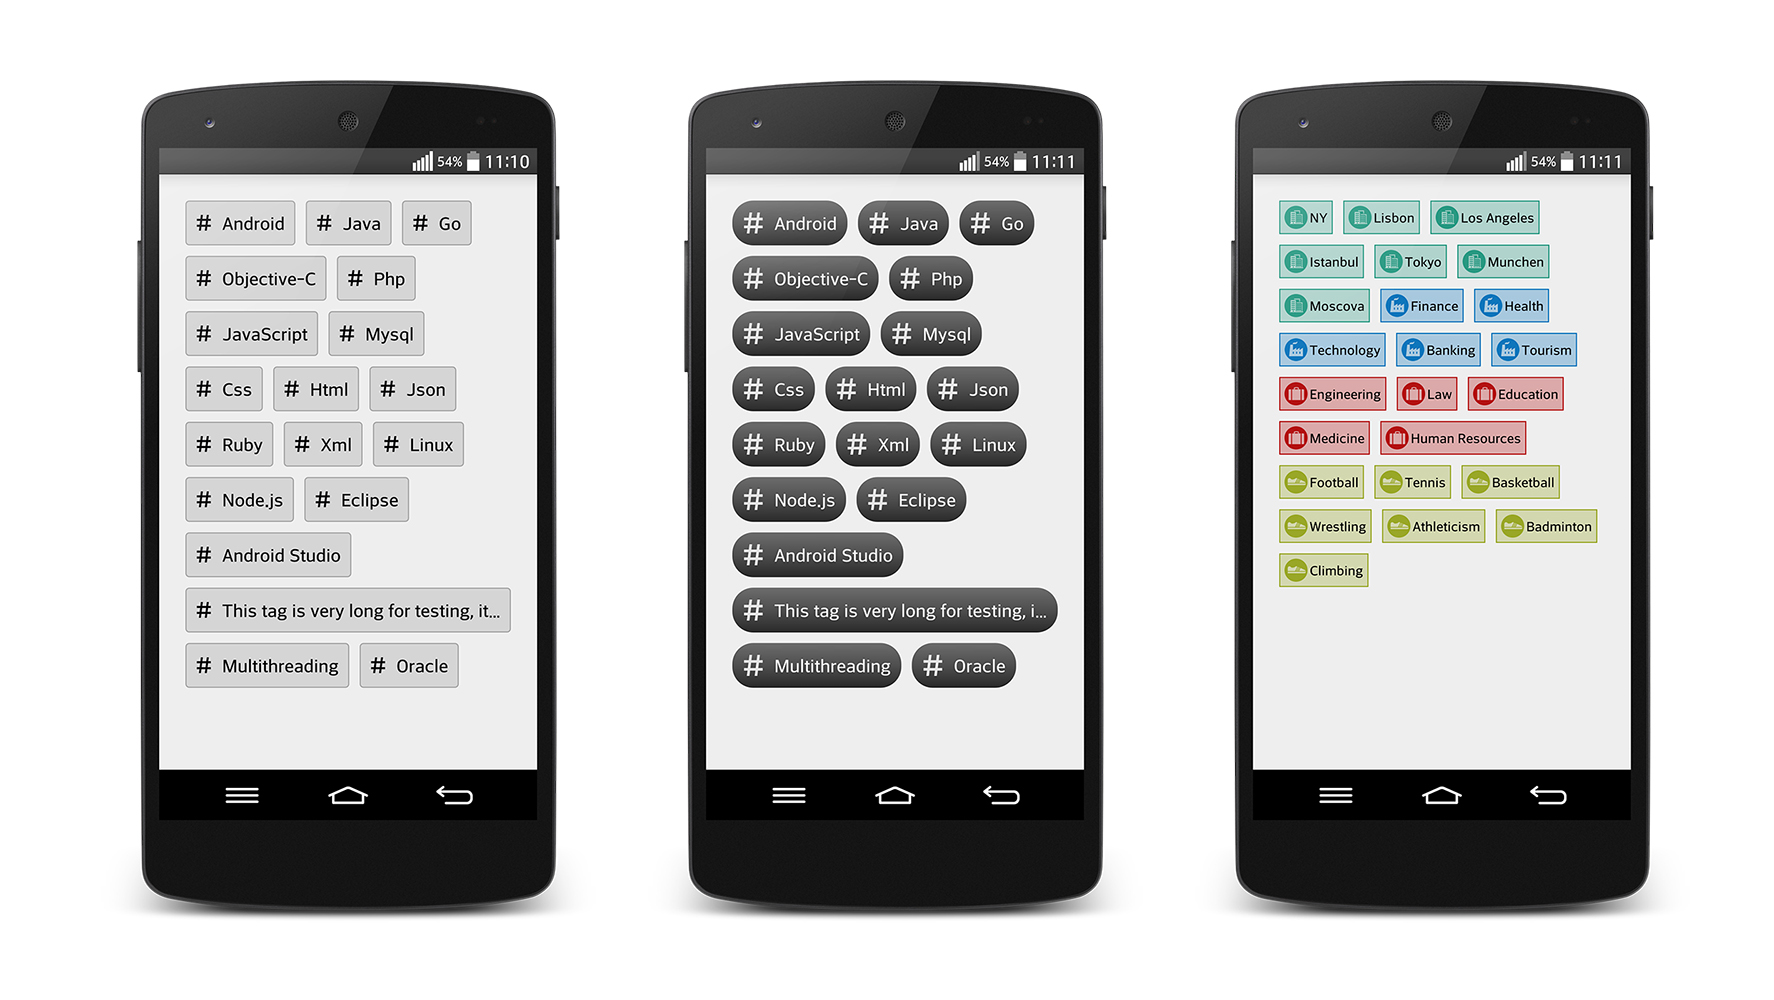 54% 11:10
# Android # Java # Go
# Objective-C # Php
# JavaScript # Mysql
# Css # Html # Json
# Ruby # Xml # Linux
# Node.js # Eclipse
# Android Studio
# This tag is very long for testing, it...
# Multithreading # Oracle
54% 11:11
# Android # Java # Go
# Objective-C # Php
# JavaScript # Mysql
# Css # Html # Json
# Ruby # Xml # Linux
# Node.js # Eclipse
# Android Studio
# This tag is very long for testing, i...
# Multithreading # Oracle
54% 11:11
NY Lisbon Los Angeles
Istanbul Tokyo Munchen
Moscova Finance Health
Technology Banking Tourism
Engineering Law Education
Medicine Human Resources
Football Tennis Basketball
Wrestling Athleticism Badminton
Climbing